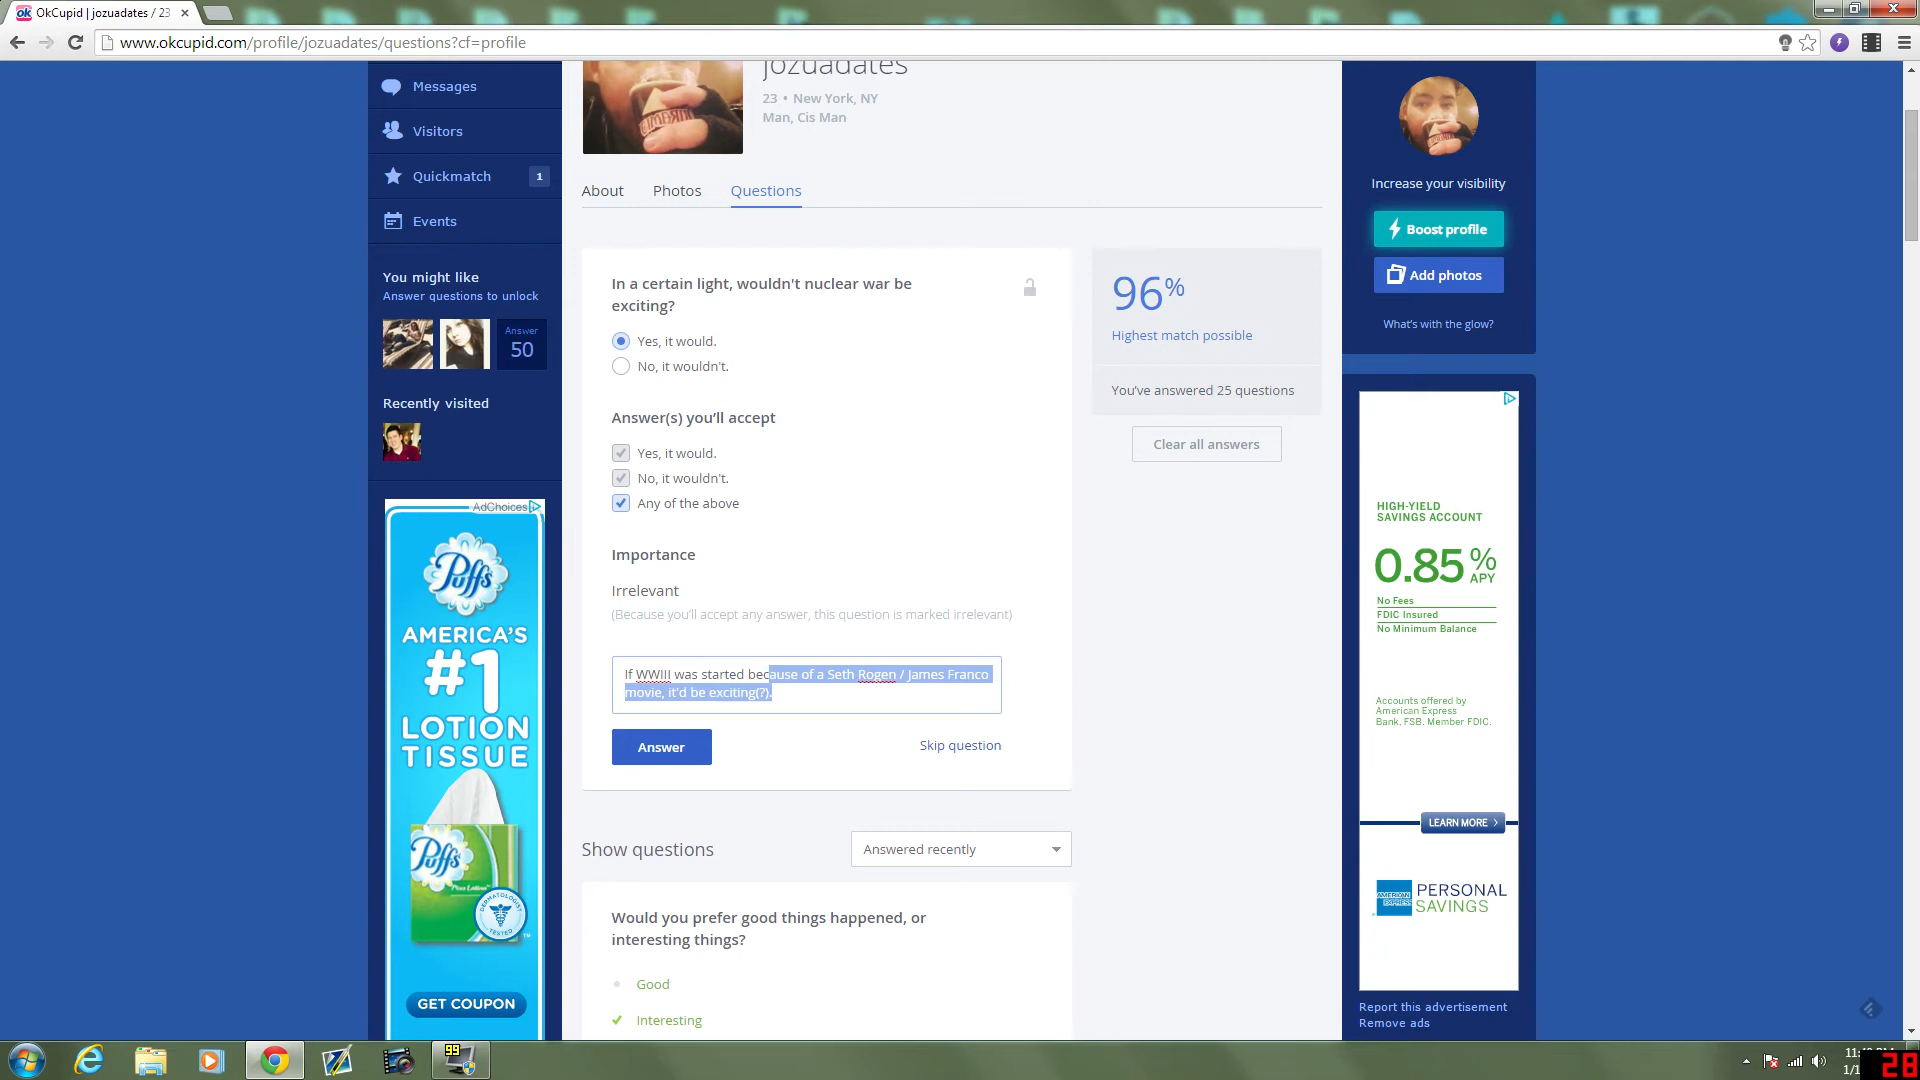 OkCupid | jozuadates / 23
www.okcupid.com/profile/jozuadates/questions?cf=profile
Messages
Visitors
Quickmatch
1
Events
You might like
Answer questions to unlock
Answer
50
Recently visited
AdChoices
Puffs
AMERICA'S
#1
LOTION
TISSUE
Puffs
Plus Lotion
DERMATOLOGIST
TESTED
GET COUPON
jozuadates
23 • New York, NY
Man, Cis Man
About
Photos
Questions
In a certain light, wouldn't nuclear war be
exciting?
Yes, it would.
No, it wouldn't.
Answer(s) you'll accept
Yes, it would.
No, it wouldn't.
Any of the above
Importance
Irrelevant
(Because you'll accept any answer, this question is marked irrelevant)
If WWIII was started because of a Seth Rogen / James Franco
movie, it'd be exciting(?).
Answer
Skip question
Show questions
Answered recently
Would you prefer good things happened, or
interesting things?
Good
Interesting
96%
Highest match possible
You've answered 25 questions
Clear all answers
Increase your visibility
Boost profile
Add photos
What's with the glow?
HIGH-YIELD
SAVINGS ACCOUNT
0.85% APY
No Fees
FDIC Insured
No Minimum Balance
Accounts offered by
American Express
Bank, FSB. Member FDIC.
LEARN MORE
AMERICAN
EXPRESS
PERSONAL
SAVINGS
Report this advertisement
Remove ads
99
28